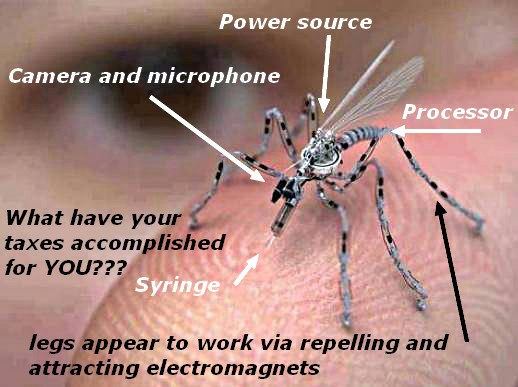 Power source
Camera and microphone
Processor
What have your
taxes accomplished
for YOU???
Syringe
legs appear to work via repelling and
attracting electromagnets